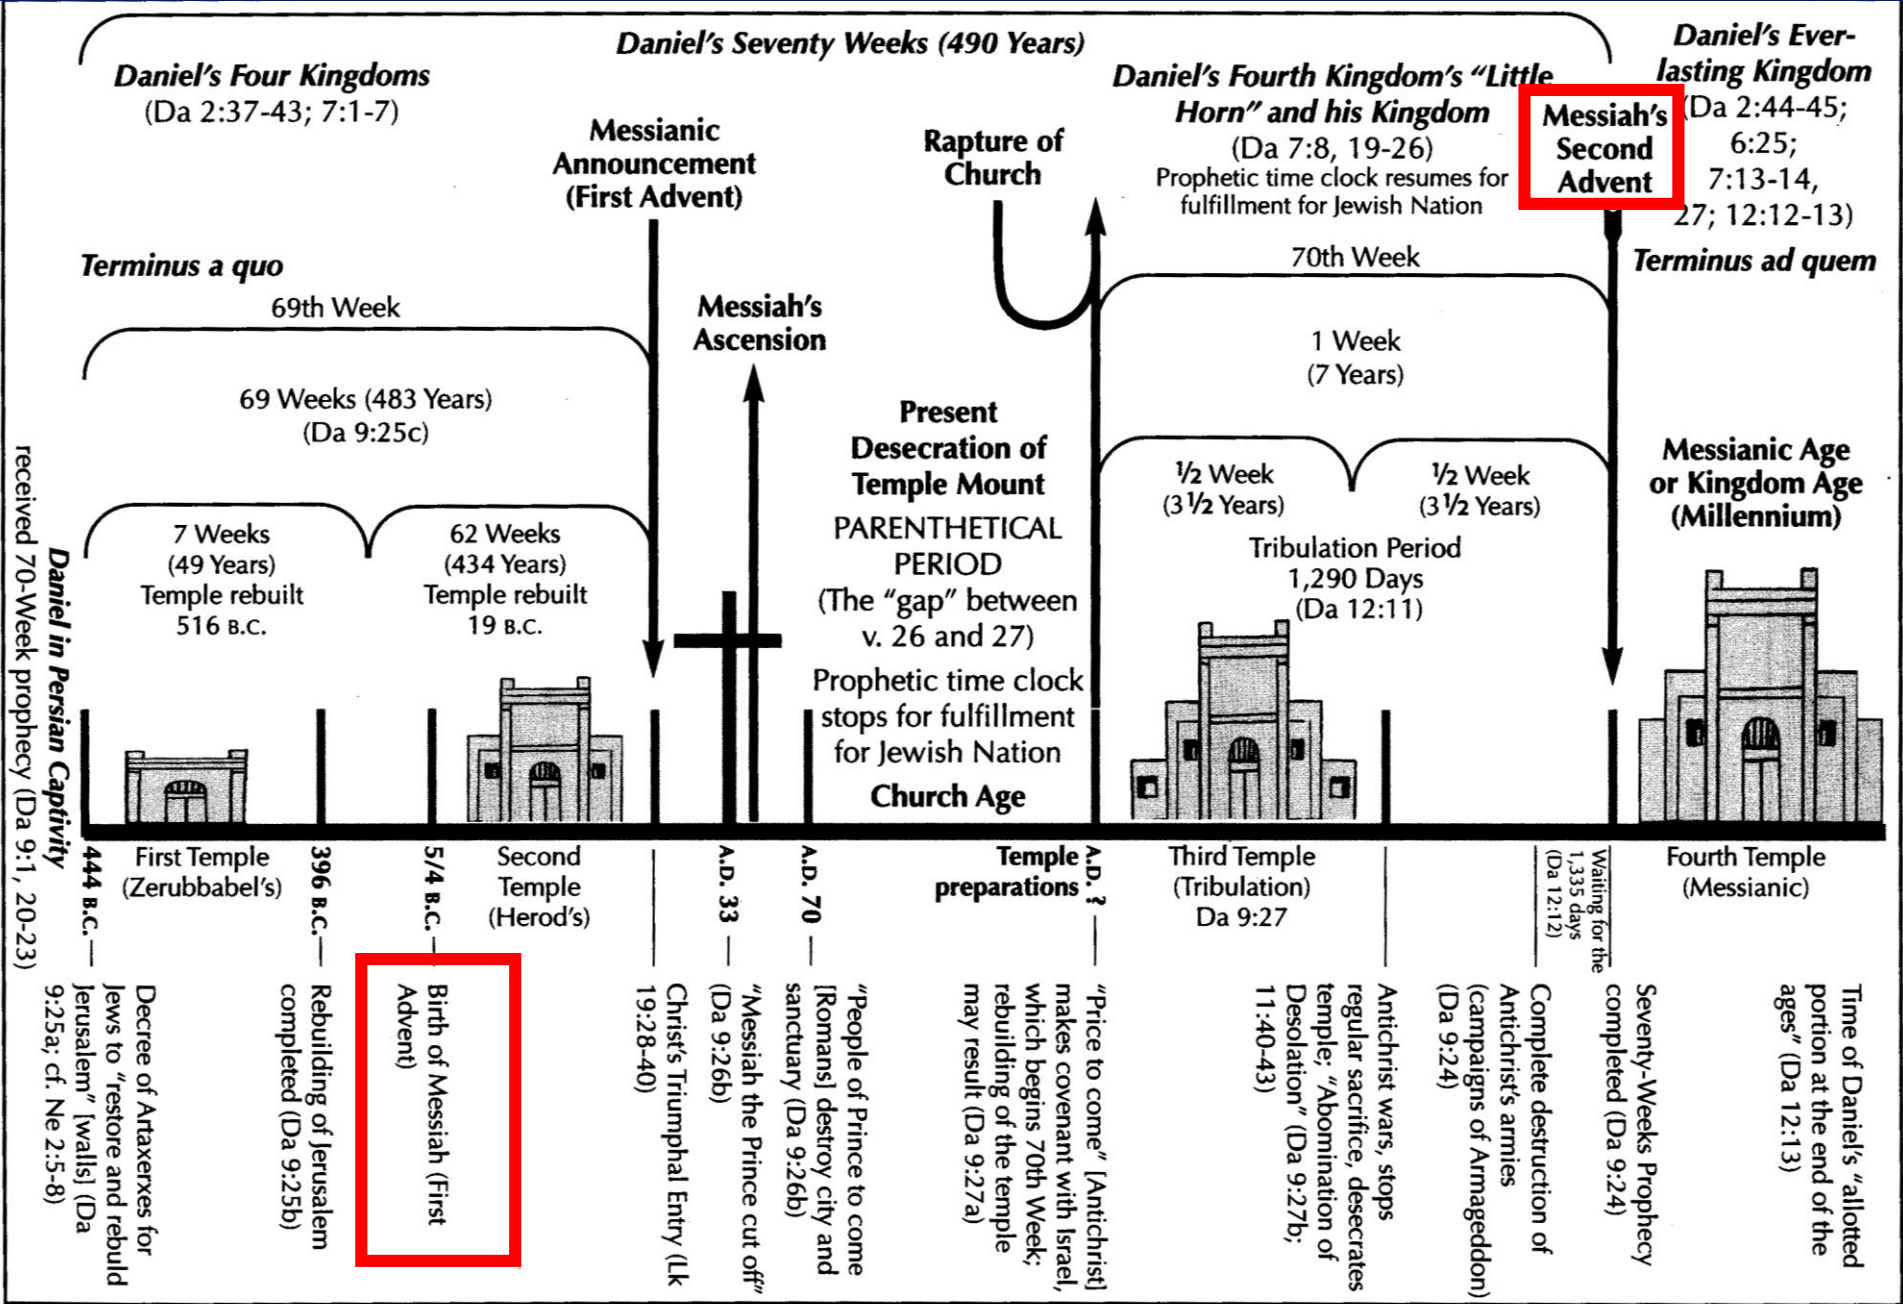 Daniel's Seventy Weeks (490 Years)
Daniel's Four Kingdoms
(Da 2:37-43; 7:1-7)
Messianic
Announcement
(First Advent)
Rapture of
Church
Daniel's Fourth Kingdom's “Little
Horn” and his Kingdom
(Da 7:8, 19-26)
Prophetic time clock resumes for
fulfillment for Jewish Nation
Messiah's
Second
Advent
Daniel's Ever-
lasting Kingdom
(Da 2:44-45;
6:25;
7:13-14,
27; 12:12-13)
Terminus a quo
Terminus ad quem
69th Week
70th Week
Messiah's
Ascension
69 Weeks (483 Years)
(Da 9:25c)
1 Week
(7 Years)
7 Weeks
(49 Years)
Temple rebuilt
516 B.C.
62 Weeks
(434 Years)
Temple rebuilt
19 B.C.
Present
Desecration of
Temple Mount
PARENTHETICAL
PERIOD
(The “gap” between
v. 26 and 27)
Prophetic time clock
stops for fulfillment
for Jewish Nation
Church Age
½ Week
(3½ Years)
½ Week
(3½ Years)
Tribulation Period
1,290 Days
(Da 12:11)
Messianic Age
or Kingdom Age
(Millennium)
Daniel in Persian Captivity
received 70-Week prophecy (Da 9:1, 20-23)
444 B.C.
First Temple
(Zerubbabel's)
396 B.C.
5/4 B.C.
Second
Temple
(Herod's)
A.D. 33
A.D. 70
Temple
preparations
A.D. ?
Third Temple
(Tribulation)
Da 9:27
Waiting for the
1,335 days
(Da 12:12)
Fourth Temple
(Messianic)
Decree of Artaxerxes for
Jews to “restore and rebuld
Jerusalem” [walls] (Da
9:25a; cf. Ne 2:5-8)
Rebuilding of Jerusalem
completed (Da 9:25b)
Birth of Messiah (First
Advent)
Christ's Triumphal Entry (Lk
19:28-40)
“Messiah the Prince cut off”
(Da 9:26b)
“People of Prince to come
[Romans] destroy city and
sanctuary (Da 9:26b)
“Price to come” [Antichrist]
makes covenant with Israel,
which begins 70th Week;
rebuilding of the temple
may result (Da 9:27a)
Antichrist wars, stops
regular sacrifice, desecrates
temple; “Abomination of
Desolation” (Da 9:27b;
11:40-43)
Complete destruction of
Antichrist's armies
(campaigns of Armageddon)
(Da 9:24)
Seventy-Weeks Prophecy
completed (Da 9:24)
Time of Daniel's “allotted
portion at the end of the
ages” (Da 12:13)